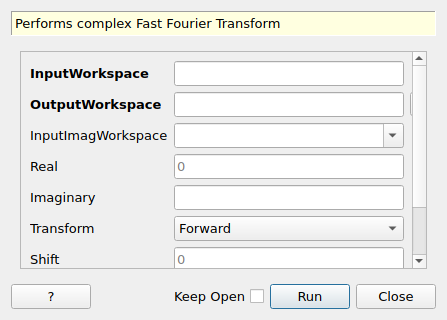 Performs complex Fast Fourier Transform
InputWorkspace
OutputWorkspace
InputImagWorkspace
Real 0
Imaginary
Transform Forward
Shift 0
? Keep Open Run Close